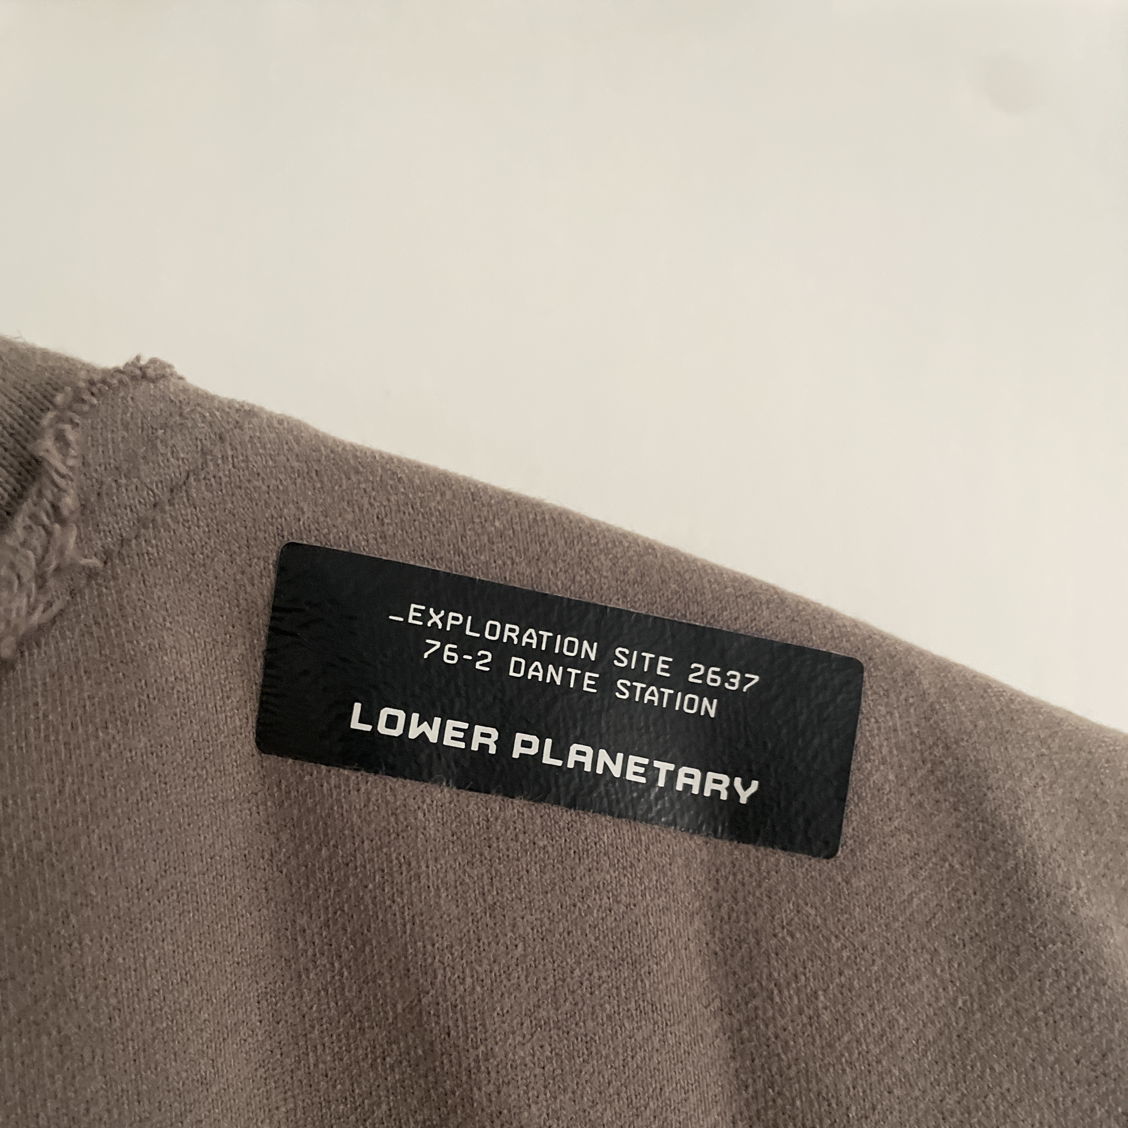 _EXPLORATION SITE 2637
76-2 DANTE STATION
LOWER PLANETARY